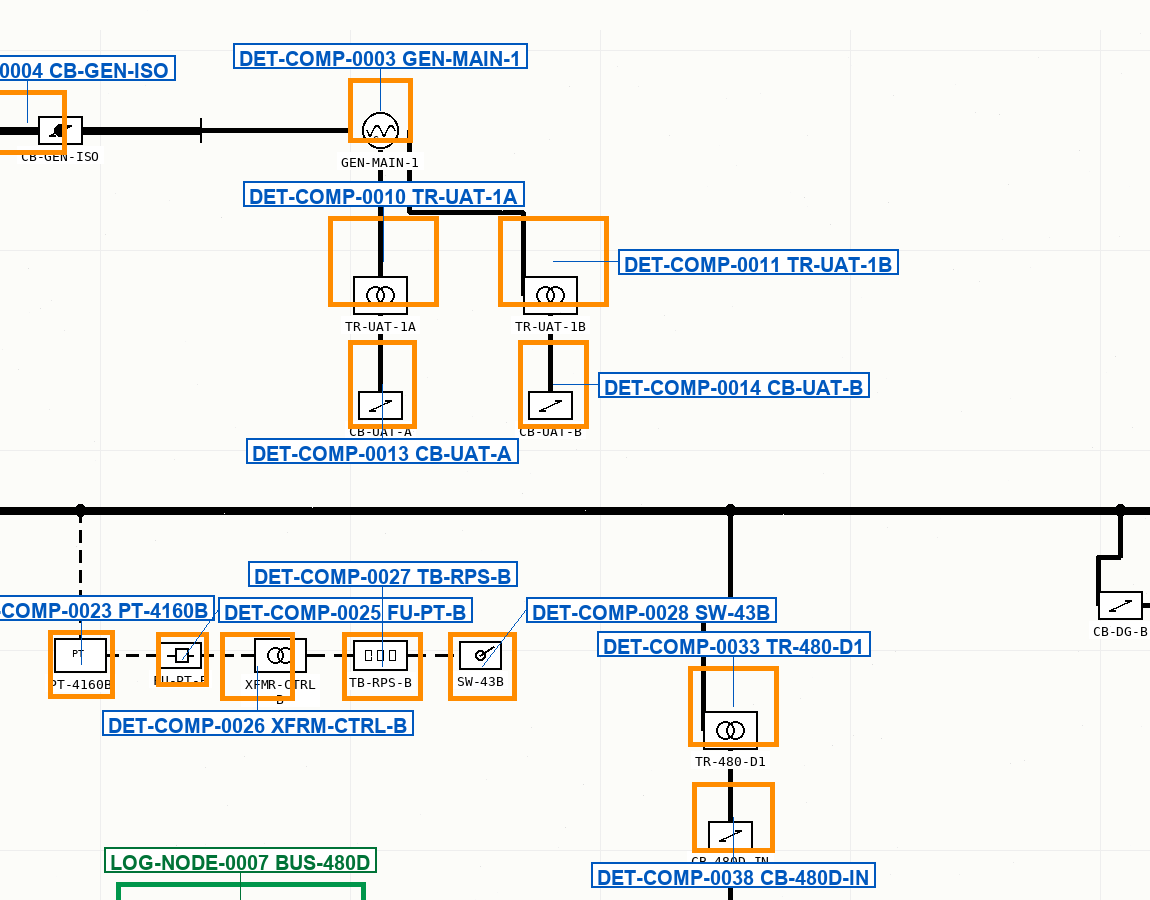 DET-COMP-0003 GEN-MAIN-1
0004 CB-GEN-ISO
CB-GEN-ISO
GEN-MAIN-1
DET-COMP-0010 TR-UAT-1A
DET-COMP-0011 TR-UAT-1B
TR-UAT-1A
TR-UAT-1B
DET-COMP-0014 CB-UAT-B
CB-UAT-A
CB-UAT-B
DET-COMP-0013 CB-UAT-A
DET-COMP-0027 TB-RPS-B
-COMP-0023 PT-4160B
DET-COMP-0025 FU-PT-B
DET-COMP-0028 SW-43B
CB-DG-B
DET-COMP-0033 TR-480-D1
PT
PT-4160B
FU-PT-B
XFMR-CTRL
B
TB-RPS-B
SW-43B
DET-COMP-0026 XFRM-CTRL-B
TR-480-D1
LOG-NODE-0007 BUS-480D
CB-480D-IN
DET-COMP-0038 CB-480D-IN